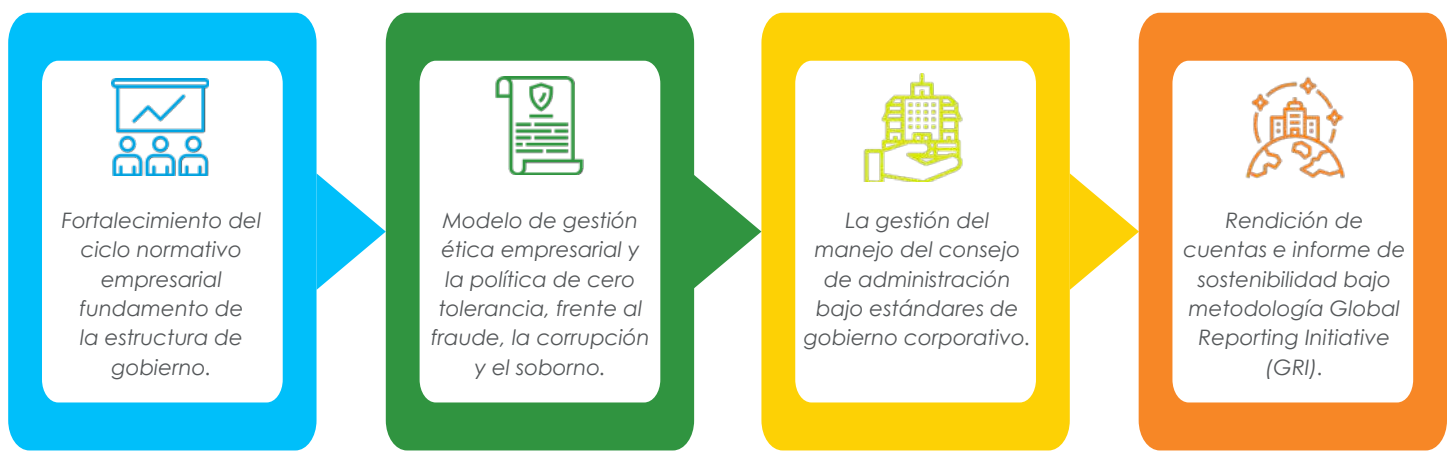 Fortalecimiento del
ciclo normativo
empresarial
fundamento de
la estructura de
gobierno.
Modelo de gestión
ética empresarial y
la política de cero
tolerancia, frente al
fraude, la corrupción
y el soborno.
La gestión del
manejo del consejo
de administración
bajo estándares de
gobierno corporativo.
Rendición de
cuentas e informe de
sostenibilidad bajo
metodología Global
Reporting Initiative
(GRI).